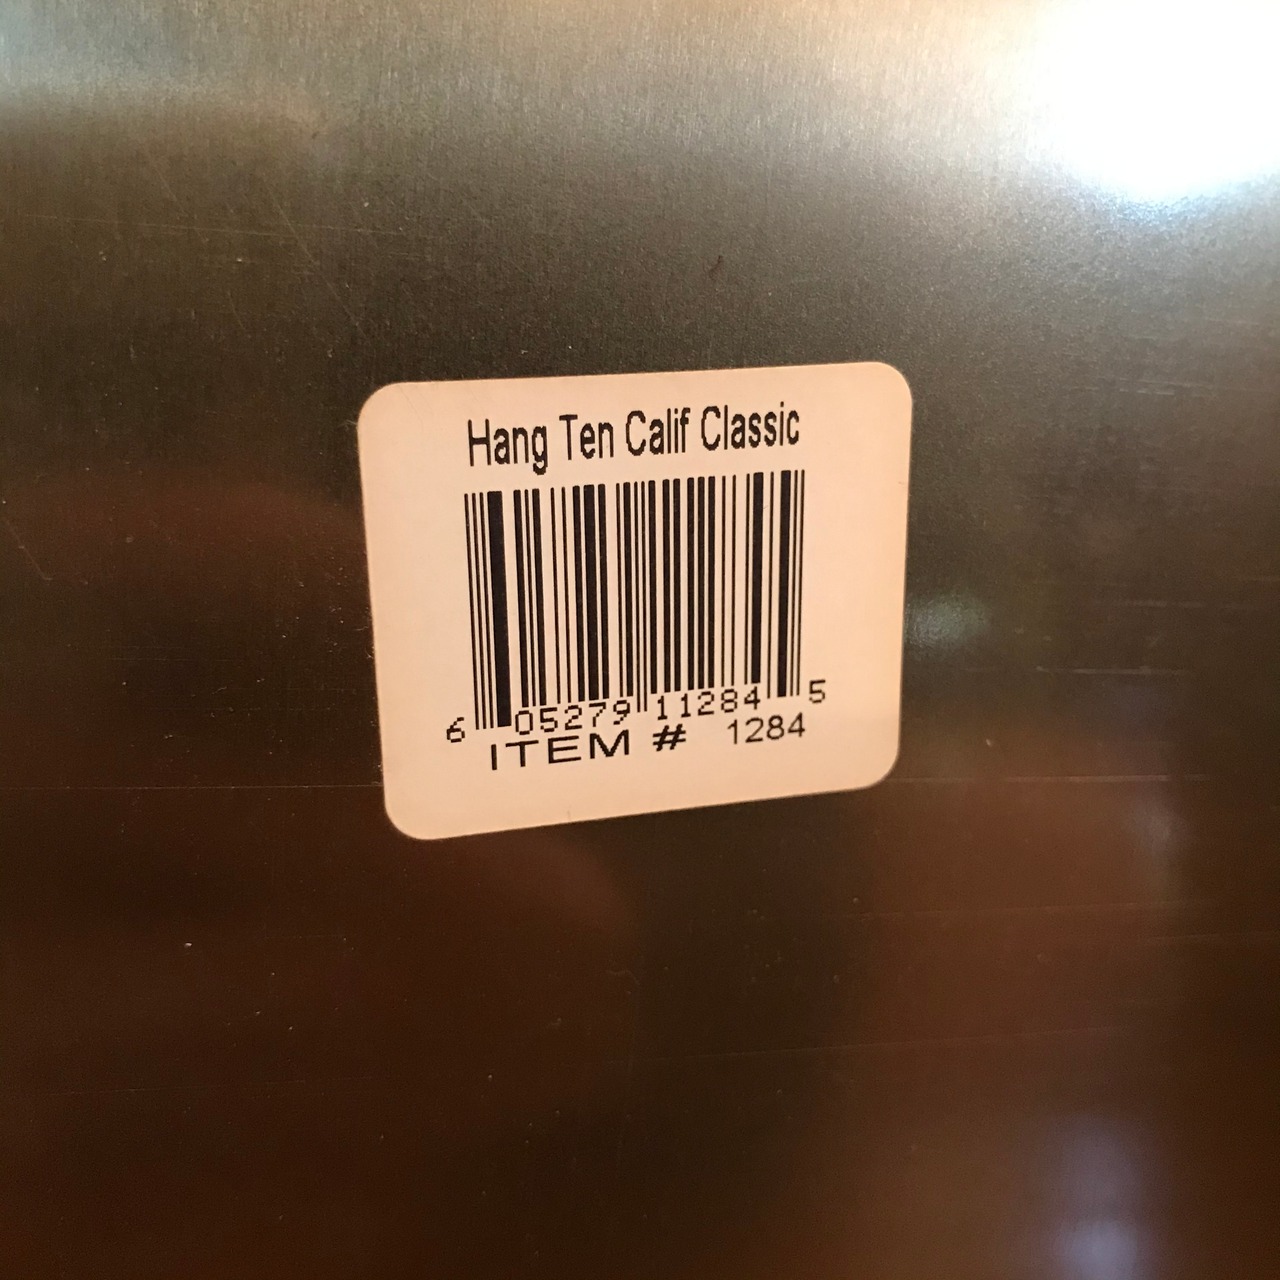 Hang Ten Calif Classic
6 05279 11284 5
ITEM # 1284